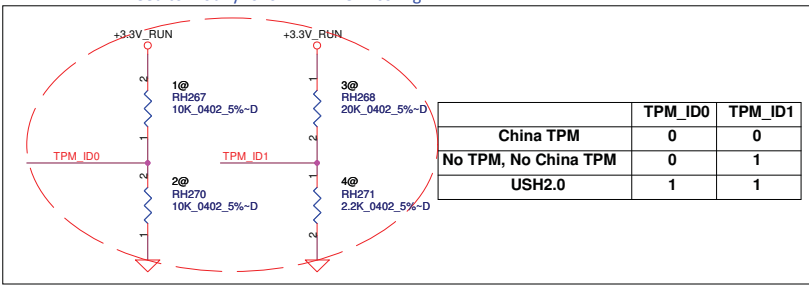 +3.3V_RUN
+3.3V_RUN
2
1@
RH267
10K_0402_5%~D
1
1
3@
RH268
20K_0402_5%~D
2
TPM_ID0
TPM_ID1
2
2@
RH270
10K_0402_5%~D
1
1
4@
RH271
2.2K_0402_5%~D
2
TPM_ID0 TPM_ID1
China TPM 0 0
No TPM, No China TPM 0 1
USH2.0 1 1